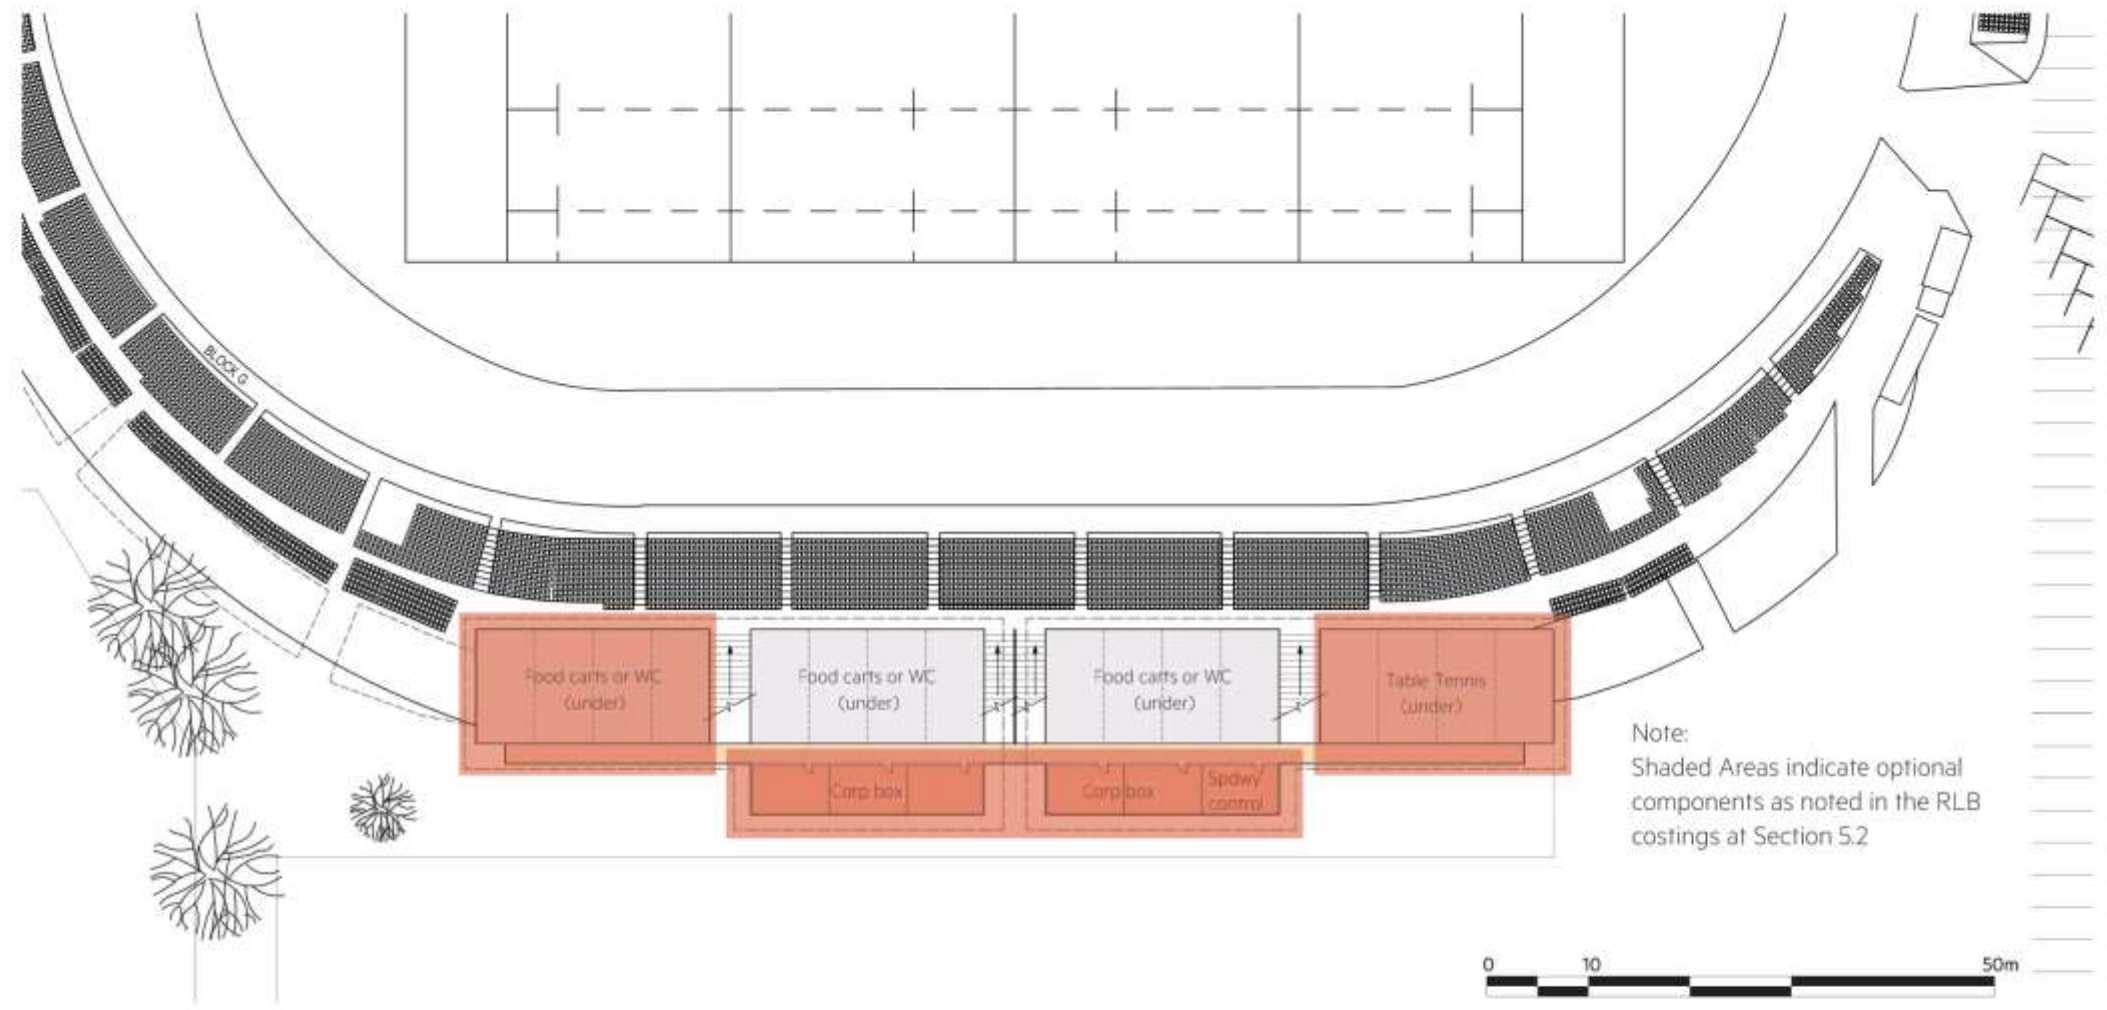 BLOCK G
Food carts or WC
(under)
Food carts or WC
(under)
Food carts or WC
(under)
Table Tennis
(under)
Corp box
Corp box
Spdwy
control
Note:
Shaded Areas indicate optional
components as noted in the RLB
costings at Section 5.2
0 10 50m